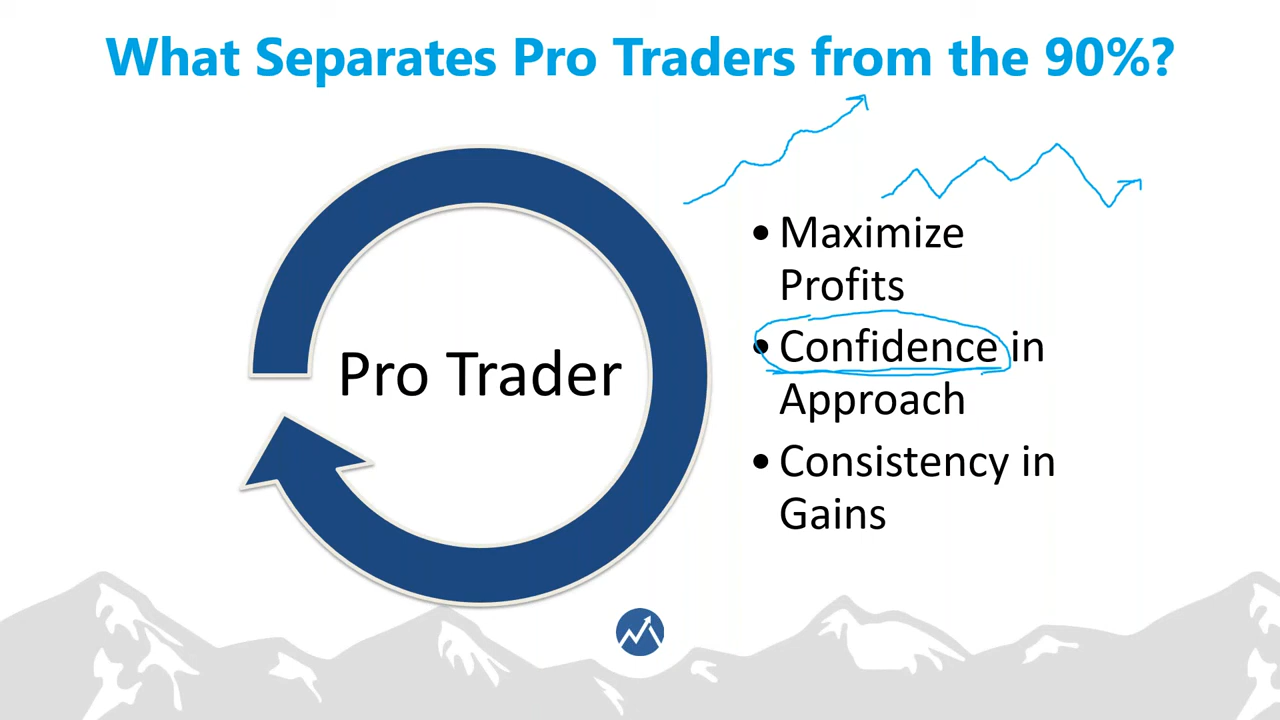 What Separates Pro Traders from the 90%?
Pro Trader
• Maximize
Profits
• Confidence in
Approach
• Consistency in
Gains